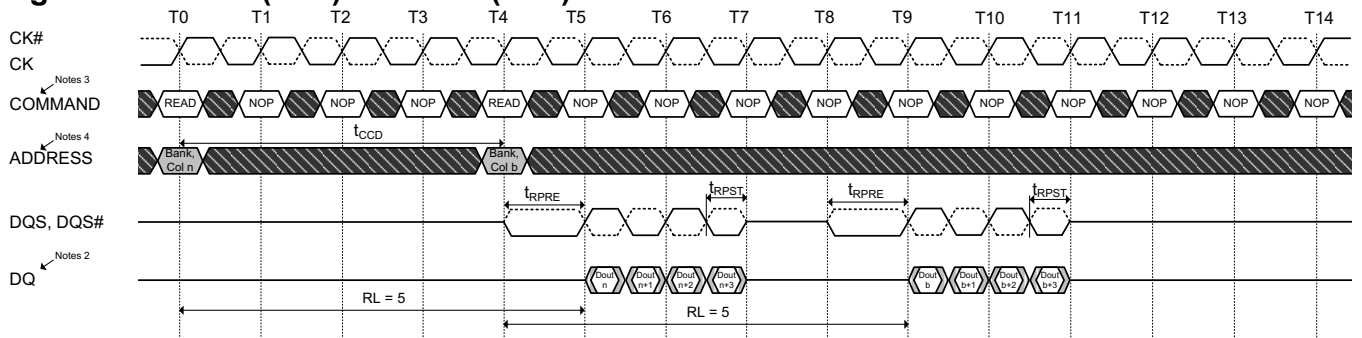 T0 T1 T2 T3 T4 T5 T6 T7 T8 T9 T10 T11 T12 T13 T14
CK#
CK
Notes 3
COMMAND READ NOP NOP NOP READ NOP NOP NOP NOP NOP NOP NOP NOP NOP NOP
tCCD
Notes 4
ADDRESS
Bank, Bank,
Col n Col b
tRPRE tRPST tRPRE tRPST
DQS, DQS#
Notes 2
DQ
Dout Dout Dout Dout Dout Dout Dout Dout
n n+1 n+2 n+3 b b+1 b+2 b+3
RL = 5
RL = 5